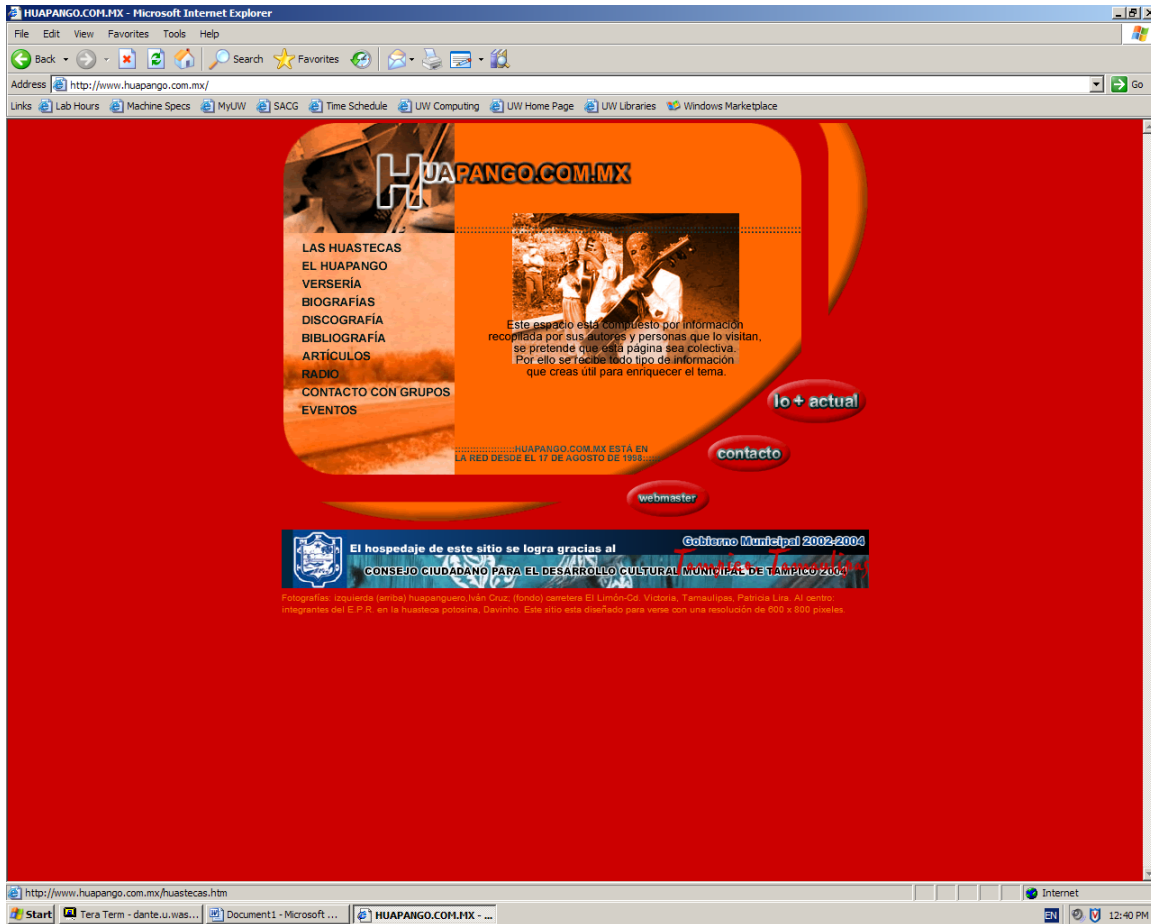 HUAPANGO.COM.MX - Microsoft Internet Explorer
File Edit View Favorites Tools Help
Back Search Favorites
Address http://www.huapango.com.mx/ Go
Links Lab Hours Machine Specs MyUW SACG Time Schedule UW Computing UW Home Page UW Libraries Windows Marketplace
HUAPANGO.COM.MX
LAS HUASTECAS
EL HUAPANGO
VERSERÍA
BIOGRAFÍAS
DISCOGRAFÍA
BIBLIOGRAFÍA
ARTÍCULOS
RADIO
CONTACTO CON GRUPOS
EVENTOS
Este espacio está compuesto por información
recopilada por sus autores y personas que lo visitan,
se pretende que esta página sea colectiva.
Por ello se recibe todo tipo de información
que creas útil para enriquecer el tema.
lo + actual
contacto
webmaster
::::::::::::::::::::HUAPANGO.COM.MX ESTÁ EN
LA RED DESDE EL 17 DE AGOSTO DE 1998::::::
Gobierno Municipal 2002-2004
El hospedaje de este sitio se logra gracias al
Tampico Tamaulipas
CONSEJO CIUDADANO PARA EL DESARROLLO CULTURAL MUNICIPAL DE TAMPICO 2004
Fotografías: izquierda (arriba) huapanguero,Iván Cruz; (fondo) carretera El Limón-Cd. Victoria, Tamaulipas, Patricia Lira. Al centro:
integrantes del E.P.R. en la huasteca potosina, Davinho. Este sitio esta diseñado para verse con una resolución de 600 x 800 pixeles.
http://www.huapango.com.mx/huastecas.htm Internet
Start Tera Term - dante.u.was... Document1 - Microsoft ... HUAPANGO.COM.MX - ... EN 12:40 PM